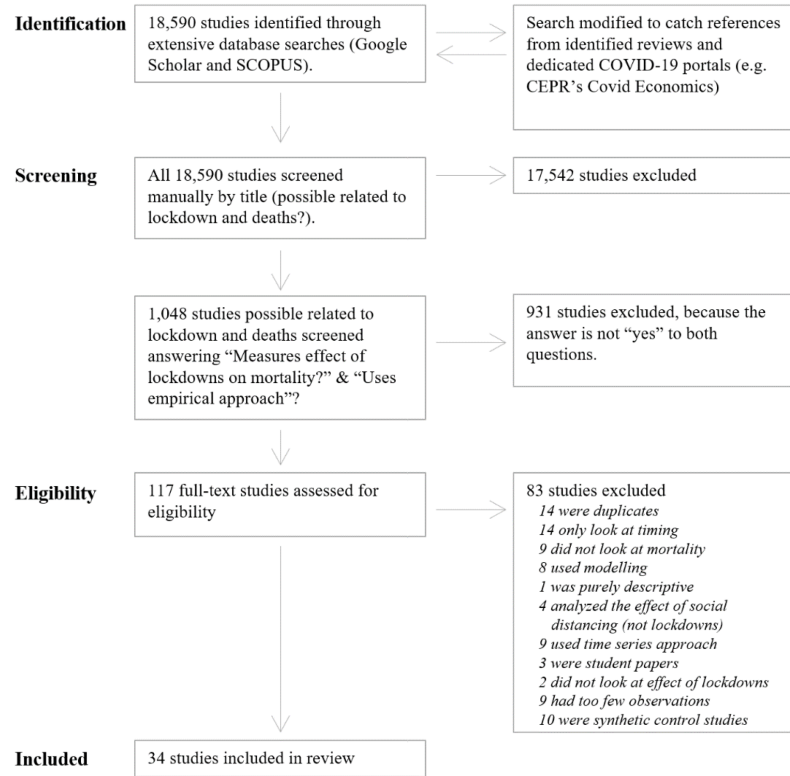 Identification
18,590 studies identified through
extensive database searches (Google
Scholar and SCOPUS).
Search modified to catch references
from identified reviews and
dedicated COVID-19 portals (e.g.
CEPR's Covid Economics)
Screening
All 18,590 studies screened
manually by title (possible related to
lockdown and deaths?).
17,542 studies excluded
1,048 studies possible related to
lockdown and deaths screened
answering “Measures effect of
lockdowns on mortality?” & “Uses
empirical approach”?
931 studies excluded, because the
answer is not “yes” to both
questions.
Eligibility
117 full-text studies assessed for
eligibility
83 studies excluded
14 were duplicates
14 only look at timing
9 did not look at mortality
8 used modelling
1 was purely descriptive
4 analyzed the effect of social
distancing (not lockdowns)
9 used time series approach
3 were student papers
2 did not look at effect of lockdowns
9 had too few observations
10 were synthetic control studies
Included
34 studies included in review